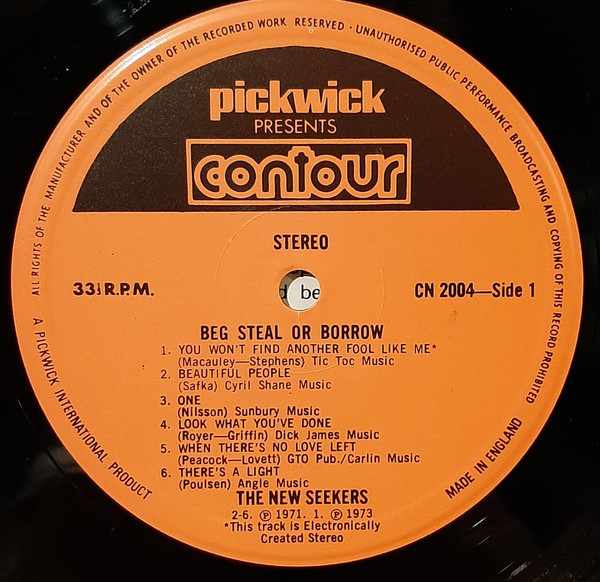 ALL RIGHTS OF THE MANUFACTURER AND OF THE OWNER OF THE RECORDED WORK RESERVED · UNAUTHORISED PUBLIC PERFORMANCE BROADCASTING AND COPYING OF THIS RECORD PROHIBITED
pickwick
PRESENTS
contour
STEREO
33⅓ R.P.M.
be
CN 2004—Side 1
BEG STEAL OR BORROW
1. YOU WON'T FIND ANOTHER FOOL LIKE ME*
(Macauley—Stephens) Tic Toc Music
2. BEAUTIFUL PEOPLE
(Safka) Cyril Shane Music
3. ONE
(Nilsson) Sunbury Music
4. LOOK WHAT YOU'VE DONE
(Royer—Griffin) Dick James Music
5. WHEN THERE'S NO LOVE LEFT
(Peacock—Lovett) GTO Pub./Carlin Music
6. THERE'S A LIGHT
(Poulsen) Angle Music
THE NEW SEEKERS
2-6. ℗ 1971. 1. ℗ 1973
*This track is Electronically
Created Stereo
A PICKWICK INTERNATIONAL PRODUCT
MADE IN ENGLAND